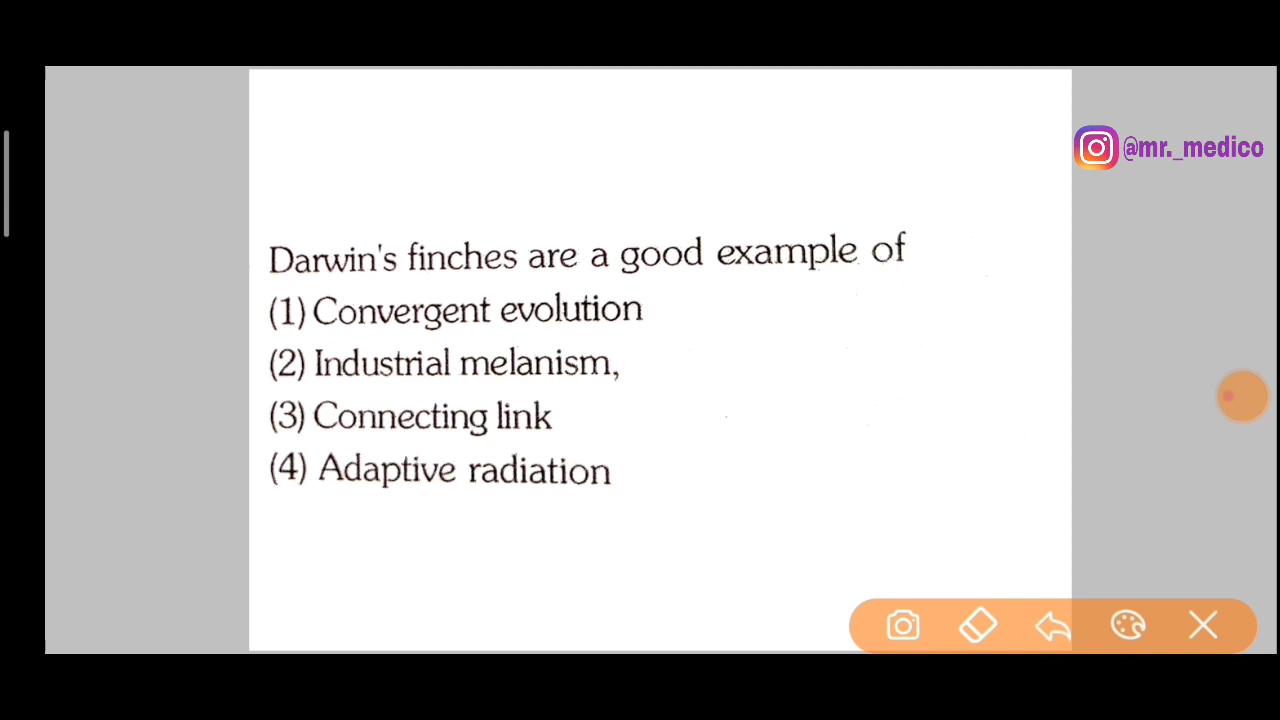 @mr._medico
Darwin's finches are a good example of
(1) Convergent evolution
(2) Industrial melanism,
(3) Connecting link
(4) Adaptive radiation